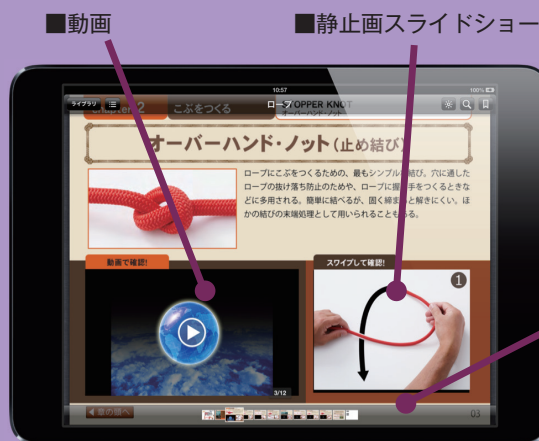 ■動画
■静止画スライドショー
10:57
100%
ライブラリ
ロープ
Chapter 2
こぶをつくる
STOPPER KNOT
オーバーハンド・ノット
オーバーハンド・ノット(止め結び)
ロープにこぶをつくるための、最もシンプルな結び。穴に通した
ロープの抜け落ち防止のためや、ロープに握り手をつくるときな
どに多用される。簡単に結べるが、固く締まると解きにくい。ほ
かの結びの末端処理として用いられることもある。
動画で確認!
スワイプして確認!
1
3/12
章の頭へ
03